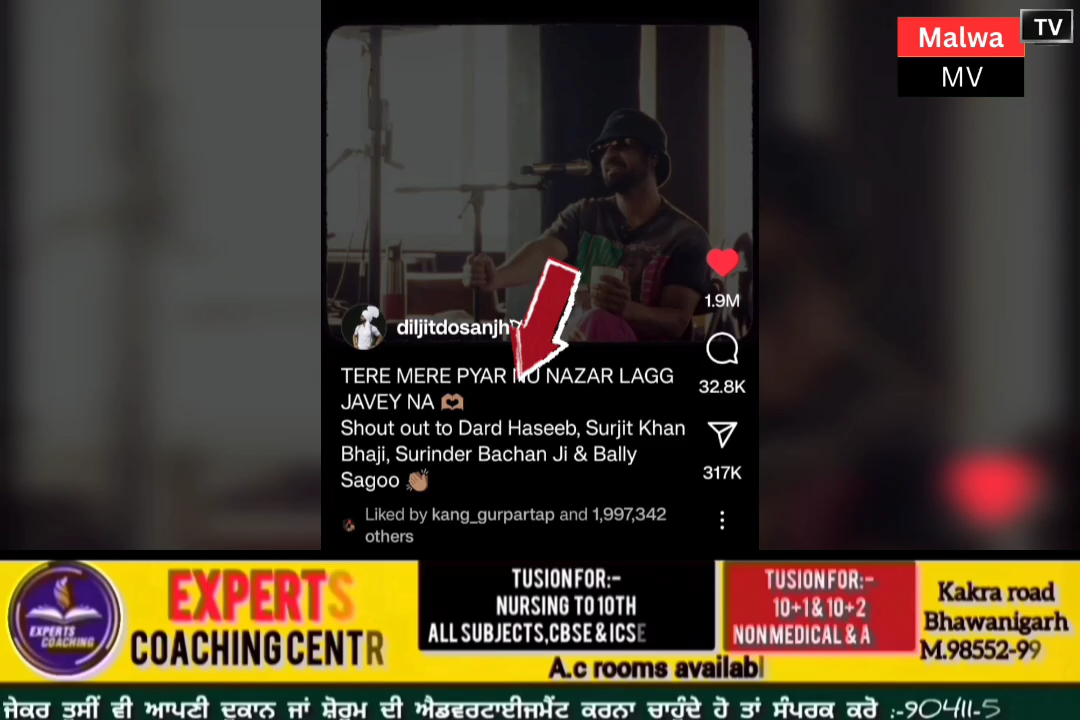 Malwa TV
MV
diljitdosanjh
1.9M
TERE MERE PYAR NU NAZAR LAGG
JAVEY NA 🫶🏽
32.8K
Shout out to Dard Haseeb, Surjit Khan
Bhaji, Surinder Bachan Ji & Bally
Sagoo 👏🏽
317K
Liked by kang_gurpartap and 1,997,342
others
EXPERTS
COACHING CENTR
EXPERTS
COACHING
TUSION FOR:-
NURSING TO 10TH
ALL SUBJECTS, CBSE & ICSE
TUSION FOR:-
10+1 & 10+2
NON MEDICAL & A
A.c rooms availabl
Kakra road
Bhawanigarh
M.98552-99
ਜੇਕਰ ਤੁਸੀਂ ਵੀ ਆਪਣੀ ਦੁਕਾਨ ਜਾਂ ਸ਼ੋਰੂਮ ਦੀ ਐਡਵਰਟਾਈਜਮੈਂਟ ਕਰਨਾ ਚਾਹੁੰਦੇ ਹੋ ਤਾਂ ਸੰਪਰਕ ਕਰੋ :-90411-5